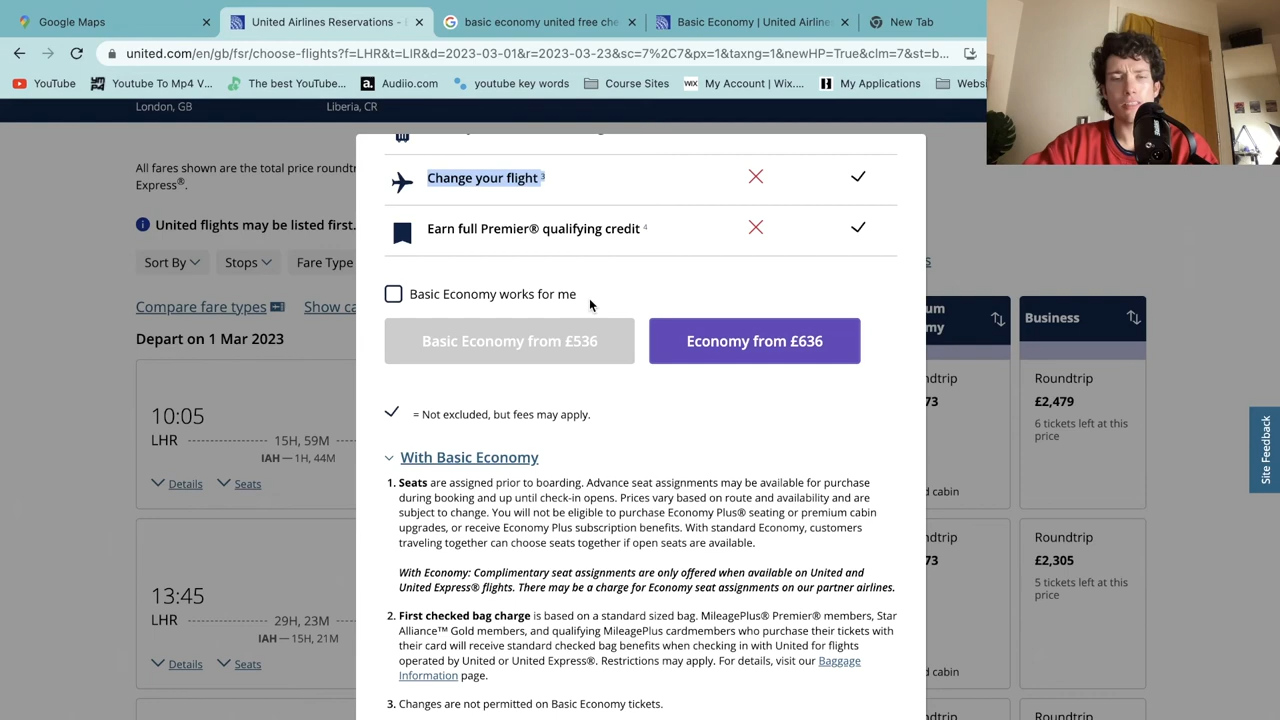 Google Maps
United Airlines Reservations -
basic economy united free che
Basic Economy | United Airline
New Tab
united.com/en/gb/fsr/choose-flights?f=LHR&t=LIR&d=2023-03-01&r=2023-03-23&sc=7%2C7&px=1&taxng=1&newHP=True&clm=7&st=b...
YouTube
Youtube To Mp4 V...
The best YouTub...
Audio.com
youtube key words
Course Sites
My Account | Wix....
My Applications
Websi
London, GB
Liberia, CR
All fares shown are the total price roundtr
Express®.
United flights may be listed first.
Sort By
Stops
Fare Type
Compare fare types
Show ca
Depart on 1 Mar 2023
10:05
LHR
15H, 59M
IAH — 1H, 44M
Details
Seats
13:45
LHR
29H, 23M
IAH — 15H, 21M
Details
Seats
Change your flight 3
Earn full Premier® qualifying credit 4
Basic Economy works for me
Basic Economy from £536
Economy from £636
= Not excluded, but fees may apply.
With Basic Economy
1. Seats are assigned prior to boarding. Advance seat assignments may be available for purchase
during booking and up until check-in opens. Prices vary based on route and availability and are
subject to change. You will not be eligible to purchase Economy Plus® seating or premium cabin
upgrades, or receive Economy Plus subscription benefits. With standard Economy, customers
traveling together can choose seats together if open seats are available.
With Economy: Complimentary seat assignments are only offered when available on United and
United Express® flights. There may be a charge for Economy seat assignments on our partner airlines.
2. First checked bag charge is based on a standard sized bag. MileagePlus® Premier® members, Star
Alliance™ Gold members, and qualifying MileagePlus cardmembers who purchase their tickets with
their card will receive standard checked bag benefits when checking in with United for flights
operated by United or United Express®. Restrictions may apply. For details, visit our Baggage
Information page.
3. Changes are not permitted on Basic Economy tickets.
s
um
my
Business
dtrip
73
Roundtrip
£2,479
6 tickets left at this
price
d cabin
dtrip
73
Roundtrip
£2,305
5 tickets left at this
price
d cabin
dtrip
Roundtrip
Site Feedback